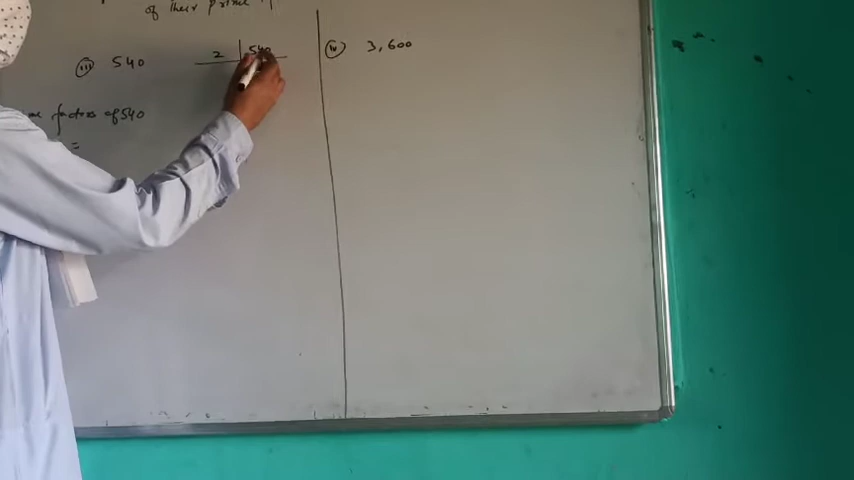 of their prime
(iii) 540
2 | 540
factors of 540
=
(iv) 3,600